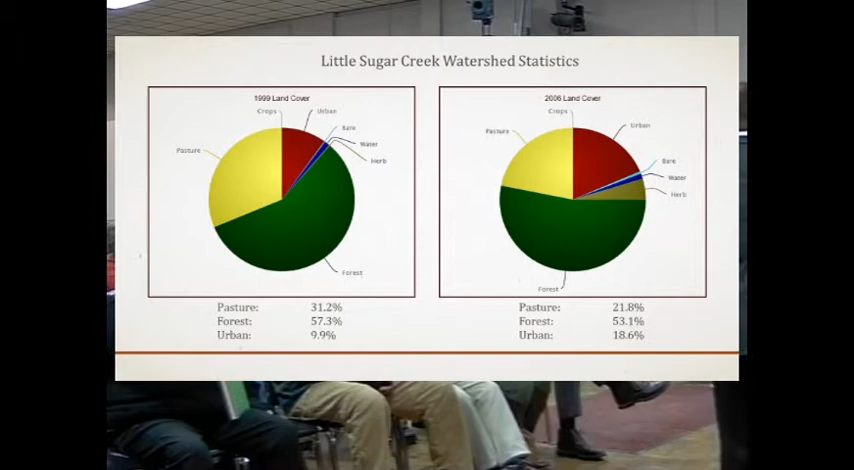 Little Sugar Creek Watershed Statistics
1999 Land Cover
Crops
Urban
Bare
Water
Herb
Pasture
Forest
Pasture: 31.2%
Forest: 57.3%
Urban: 9.9%
2006 Land Cover
Crops
Urban
Pasture
Bare
Water
Herb
Forest
Pasture: 21.8%
Forest: 53.1%
Urban: 18.6%